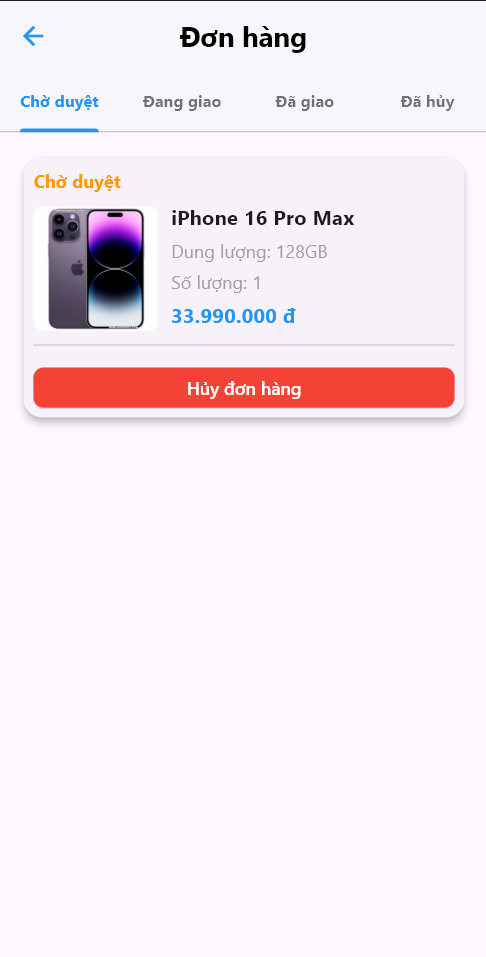 Đơn hàng
Chờ duyệt
Đang giao
Đã giao
Đã hủy
Chờ duyệt
iPhone 16 Pro Max
Dung lượng: 128GB
Số lượng: 1
33.990.000 đ
Hủy đơn hàng